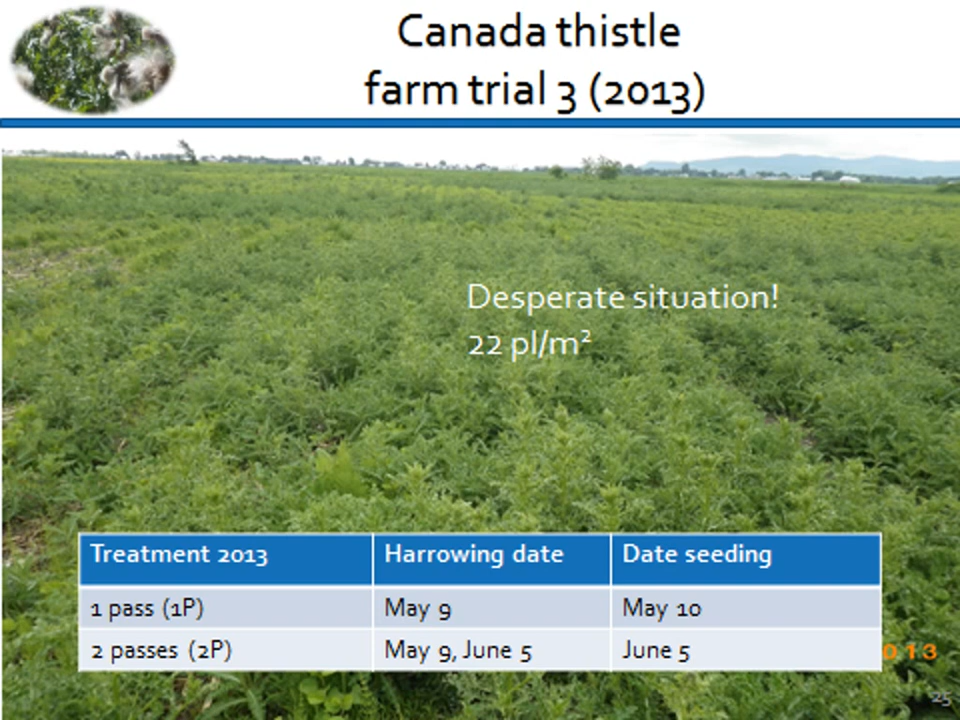 Canada thistle
farm trial 3 (2013)
Desperate situation!
22 pl/m²
Treatment 2013 Harrowing date Date seeding
1 pass (1P) May 9 May 10
2 passes (2P) May 9, June 5 June 5
013
25